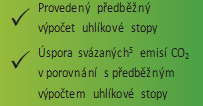 ✓ Provedený předběžný
výpočet uhlíkové stopy
✓ Úspora svázaných⁵ emisí CO₂
v porovnání s předběžným
výpočtem uhlíkové stopy